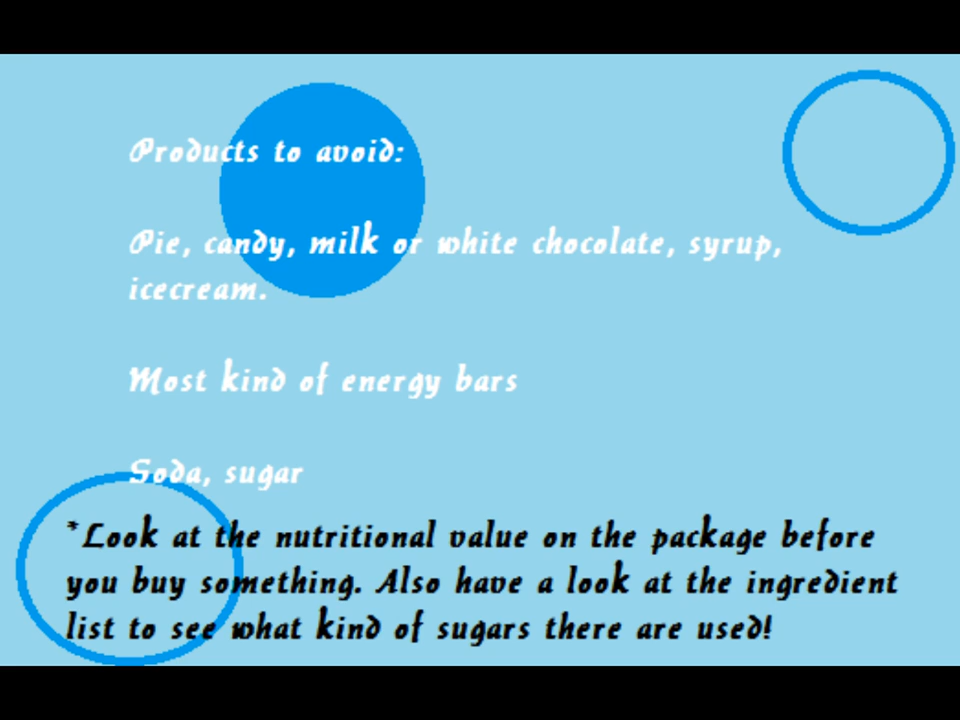 Products to avoid:
Pie, candy, milk or white chocolate, syrup,
icecream.
Most kind of energy bars
Soda, sugar
*Look at the nutritional value on the package before
you buy something. Also have a look at the ingredient
list to see what kind of sugars there are used!